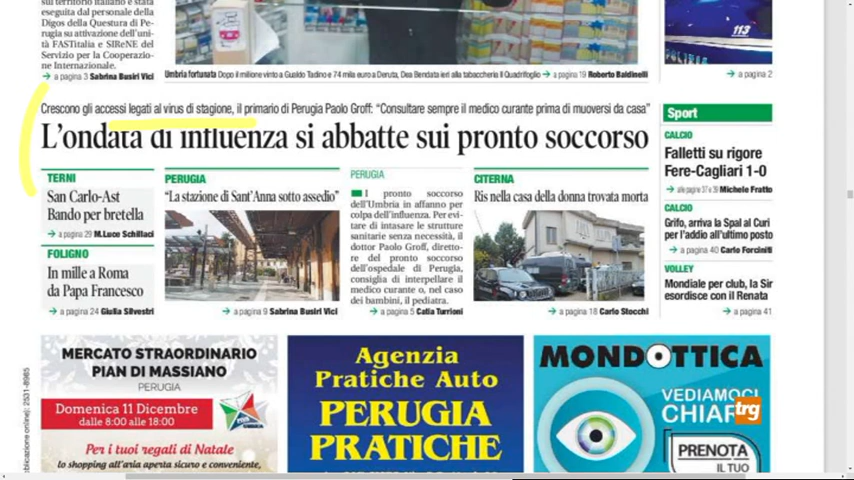 sul territorio italiano è stata
eseguita dal personale della
Digos della Questura di Pe-
rugia su attivazione dell'uni-
tà FASTitalia e SIReNE del
Servizio per la Cooperazio-
ne Internazionale.
→ a pagina 3 Sabrina Busiri Vici
Umbria fortunata Dopo il milione vinto a Gualdo Tadino e 74 mila euro a Deruta, Dea Bendata ieri alla tabaccheria Il Quadrifoglio → a pagina 19 Roberto Baldinelli
113
→ a pagina 2
Crescono gli accessi legati al virus di stagione, il primario di Perugia Paolo Groff: "Consultare sempre il medico curante prima di muoversi da casa"
L'ondata di influenza si abbatte sui pronto soccorso
TERNI
San Carlo-Ast
Bando per bretella
→ a pagina 29 M.Luce Schillaci
FOLIGNO
In mille a Roma
da Papa Francesco
→ a pagina 24 Giulia Silvestri
PERUGIA
"La stazione di Sant'Anna sotto assedio"
→ a pagina 9 Sabrina Busiri Vici
PERUGIA
I pronto soccorso
dell'Umbria in affanno per
colpa dell'influenza. Per evi-
tare di intasare le strutture
sanitarie senza necessità, il
dottor Paolo Groff, diretto-
re del pronto soccorso
dell'ospedale di Perugia,
consiglia di interpellare il
medico curante o, nel caso
dei bambini, il pediatra.
→ a pagina 5 Catia Turrioni
CITERNA
Ris nella casa della donna trovata morta
→ a pagina 18 Carlo Stocchi
Sport
CALCIO
Falletti su rigore
Fere-Cagliari 1-0
→ alle pagine 37 e 39 Michele Fratto
CALCIO
Grifo, arriva la Spal al Curi
per l'addio all'ultimo posto
→ a pagina 40 Carlo Forciniti
VOLLEY
Mondiale per club, la Sir
esordisce con il Renata
→ a pagina 41
bblicazione online): 2531-8985
MERCATO STRAORDINARIO
PIAN DI MASSIANO
PERUGIA
Domenica 11 Dicembre
dalle 8:00 alle 18:00
Per i tuoi regali di Natale
lo shopping all'aria aperta sicuro e conveniente,
Agenzia
Pratiche Auto
PERUGIA
PRATICHE
MONDOTTICA
VEDIAMOCI
CHIAR
trg
PRENOTA
IL TUO